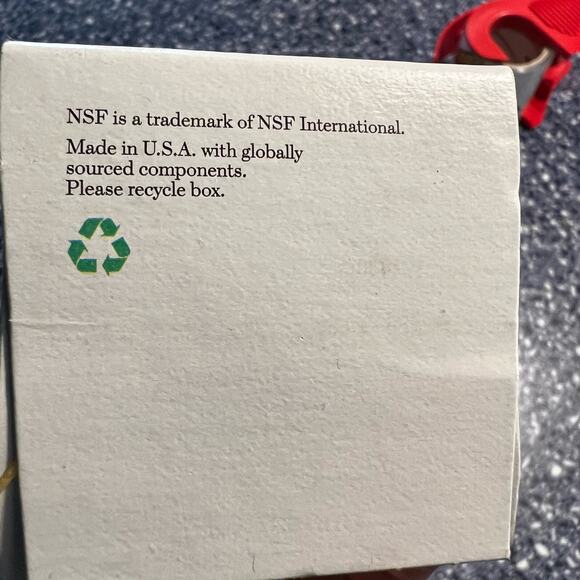 NSF is a trademark of NSF International.
Made in U.S.A. with globally
sourced components.
Please recycle box.